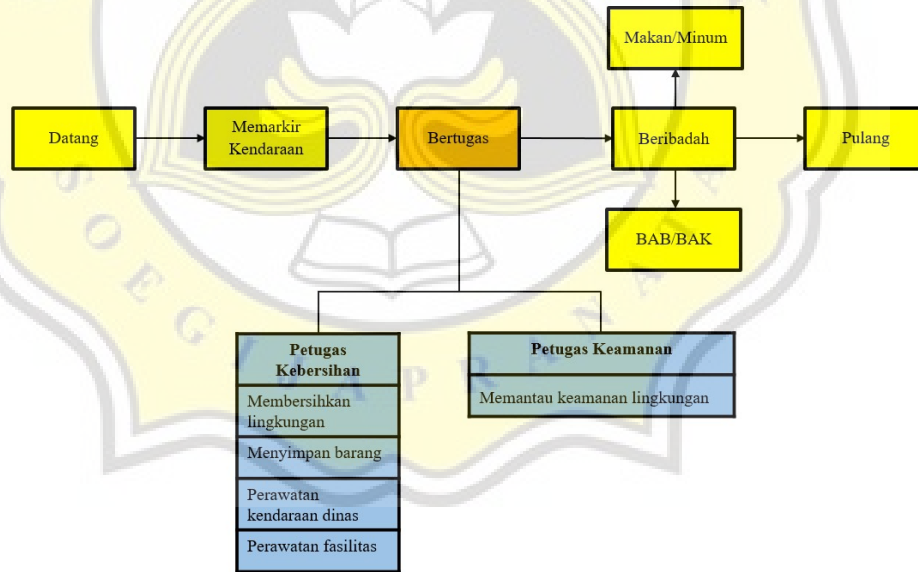 Makan/Minum
Datang
Memarkir
Kendaraan
Bertugas
Beribadah
Pulang
BAB/BAK
Petugas
Kebersihan
Membersihkan
lingkungan
Menyimpan barang
Perawatan
kendaraan dinas
Perawatan fasilitas
Petugas Keamanan
Memantau keamanan lingkungan
SOEGIJAPRANATA